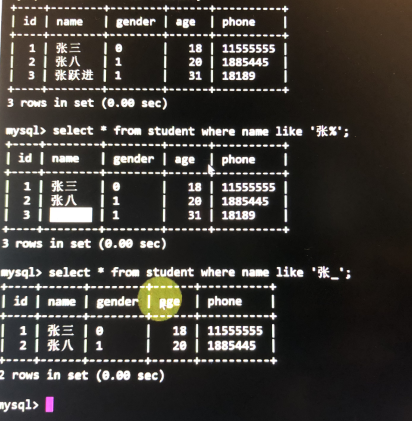 +----+-----------+--------+------+----------+
| id | name | gender | age | phone |
+----+-----------+--------+------+----------+
| 1 | 张三 | 0 | 18 | 11555555 |
| 2 | 张八 | 1 | 20 | 1885445 |
| 3 | 张跃进 | 1 | 31 | 18189 |
+----+-----------+--------+------+----------+
3 rows in set (0.00 sec)
mysql> select * from student where name like '张%';
+----+-----------+--------+------+----------+
| id | name | gender | age | phone |
+----+-----------+--------+------+----------+
| 1 | 张三 | 0 | 18 | 11555555 |
| 2 | 张八 | 1 | 20 | 1885445 |
| 3 | | 1 | 31 | 18189 |
+----+-----------+--------+------+----------+
3 rows in set (0.00 sec)
mysql> select * from student where name like '张_';
+----+--------+--------+------+----------+
| id | name | gender | age | phone |
+----+--------+--------+------+----------+
| 1 | 张三 | 0 | 18 | 11555555 |
| 2 | 张八 | 1 | 20 | 1885445 |
+----+--------+--------+------+----------+
2 rows in set (0.00 sec)
mysql>